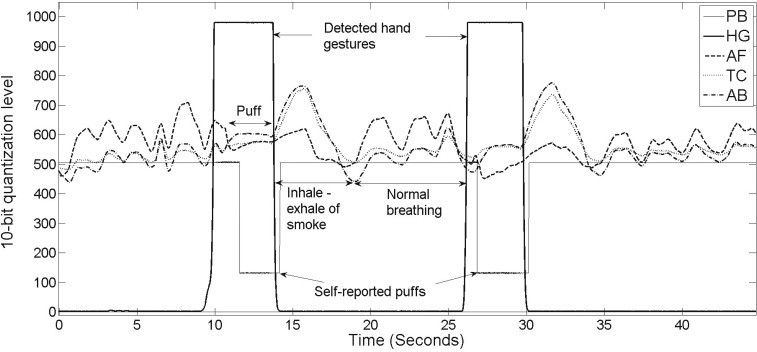 1000
900
800
700
600
500
400
300
200
100
0
10-bit quantization level
0
5
10
15
20
25
30
35
40
Time (Seconds)
Detected hand
gestures
Puff
Inhale -
exhale of
smoke
Normal
breathing
Self-reported puffs
PB
HG
AF
TC
AB